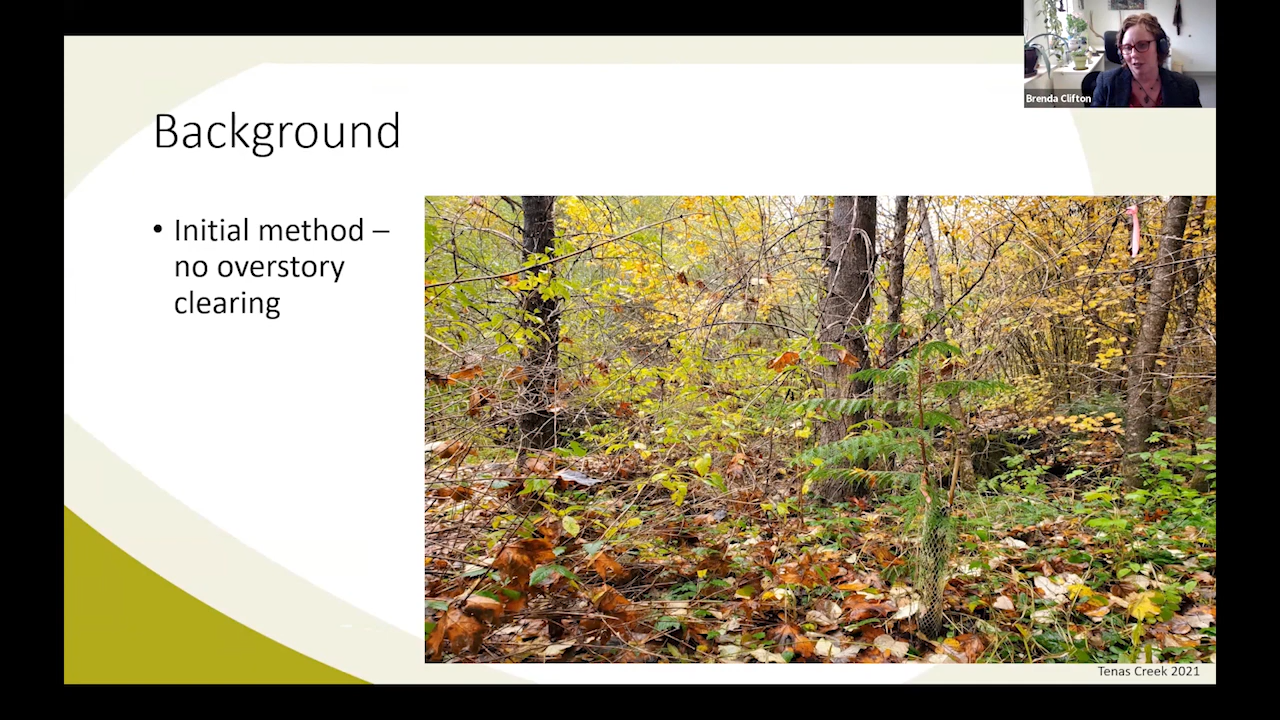 Brenda Clifton
Background
• Initial method –
no overstory
clearing
Tenas Creek 2021